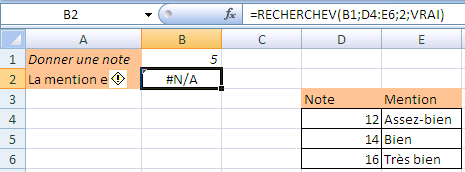 B2 fx =RECHERCHEV(B1;D4:E6;2;VRAI)
A B C D E
1 Donner une note 5
2 La mention e #N/A
3 Note Mention
4 12 Assez-bien
5 14 Bien
6 16 Très bien